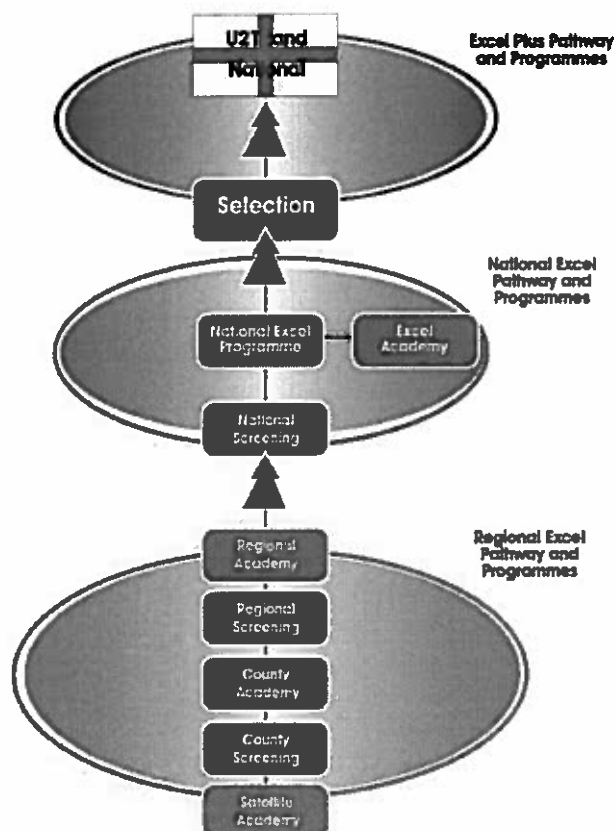 and
National
Excel Plus Pathway
and Programmes
Selection
National Excel
Pathway and
Programmes
National Excel
Programme
Excel
Academy
National
Screening
Regional Excel
Pathway and
Programmes
Regional
Academy
Regional
Screening
County
Academy
County
Screening
Satellite
Academy